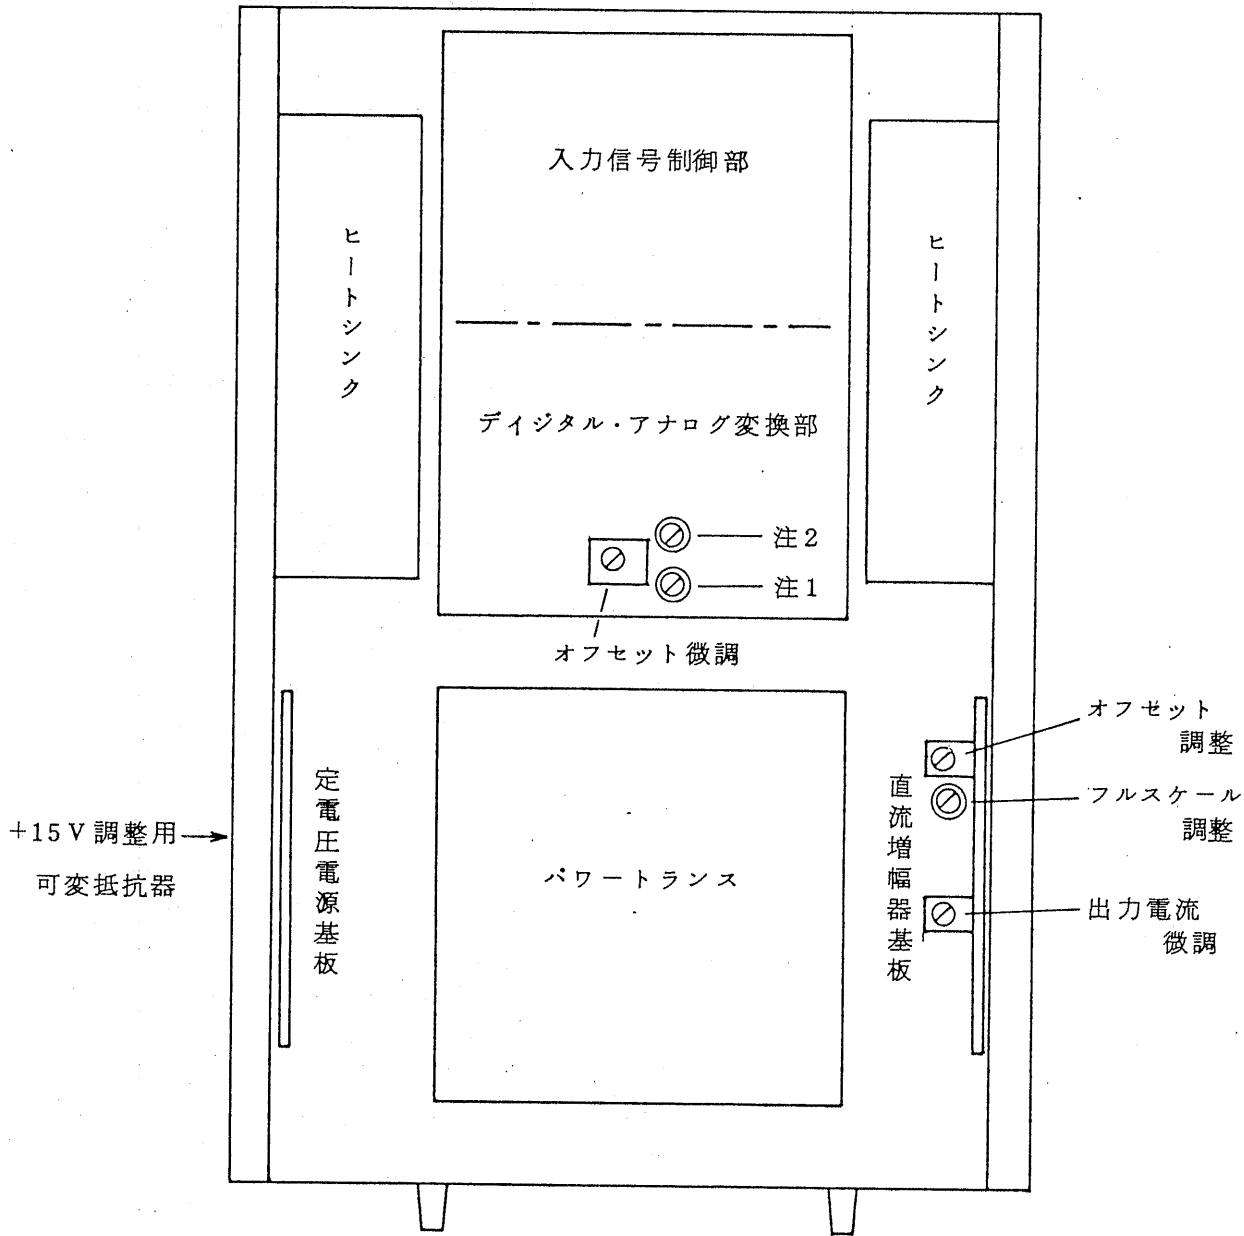 入力信号制御部
ヒートシンク
ヒートシンク
ディジタル・アナログ変換部
注2
注1
オフセット微調
オフセット
調整
フルスケール
調整
定電圧電源基板
直流増幅器基板
+15V調整用
可変抵抗器
パワートランス
出力電流
微調